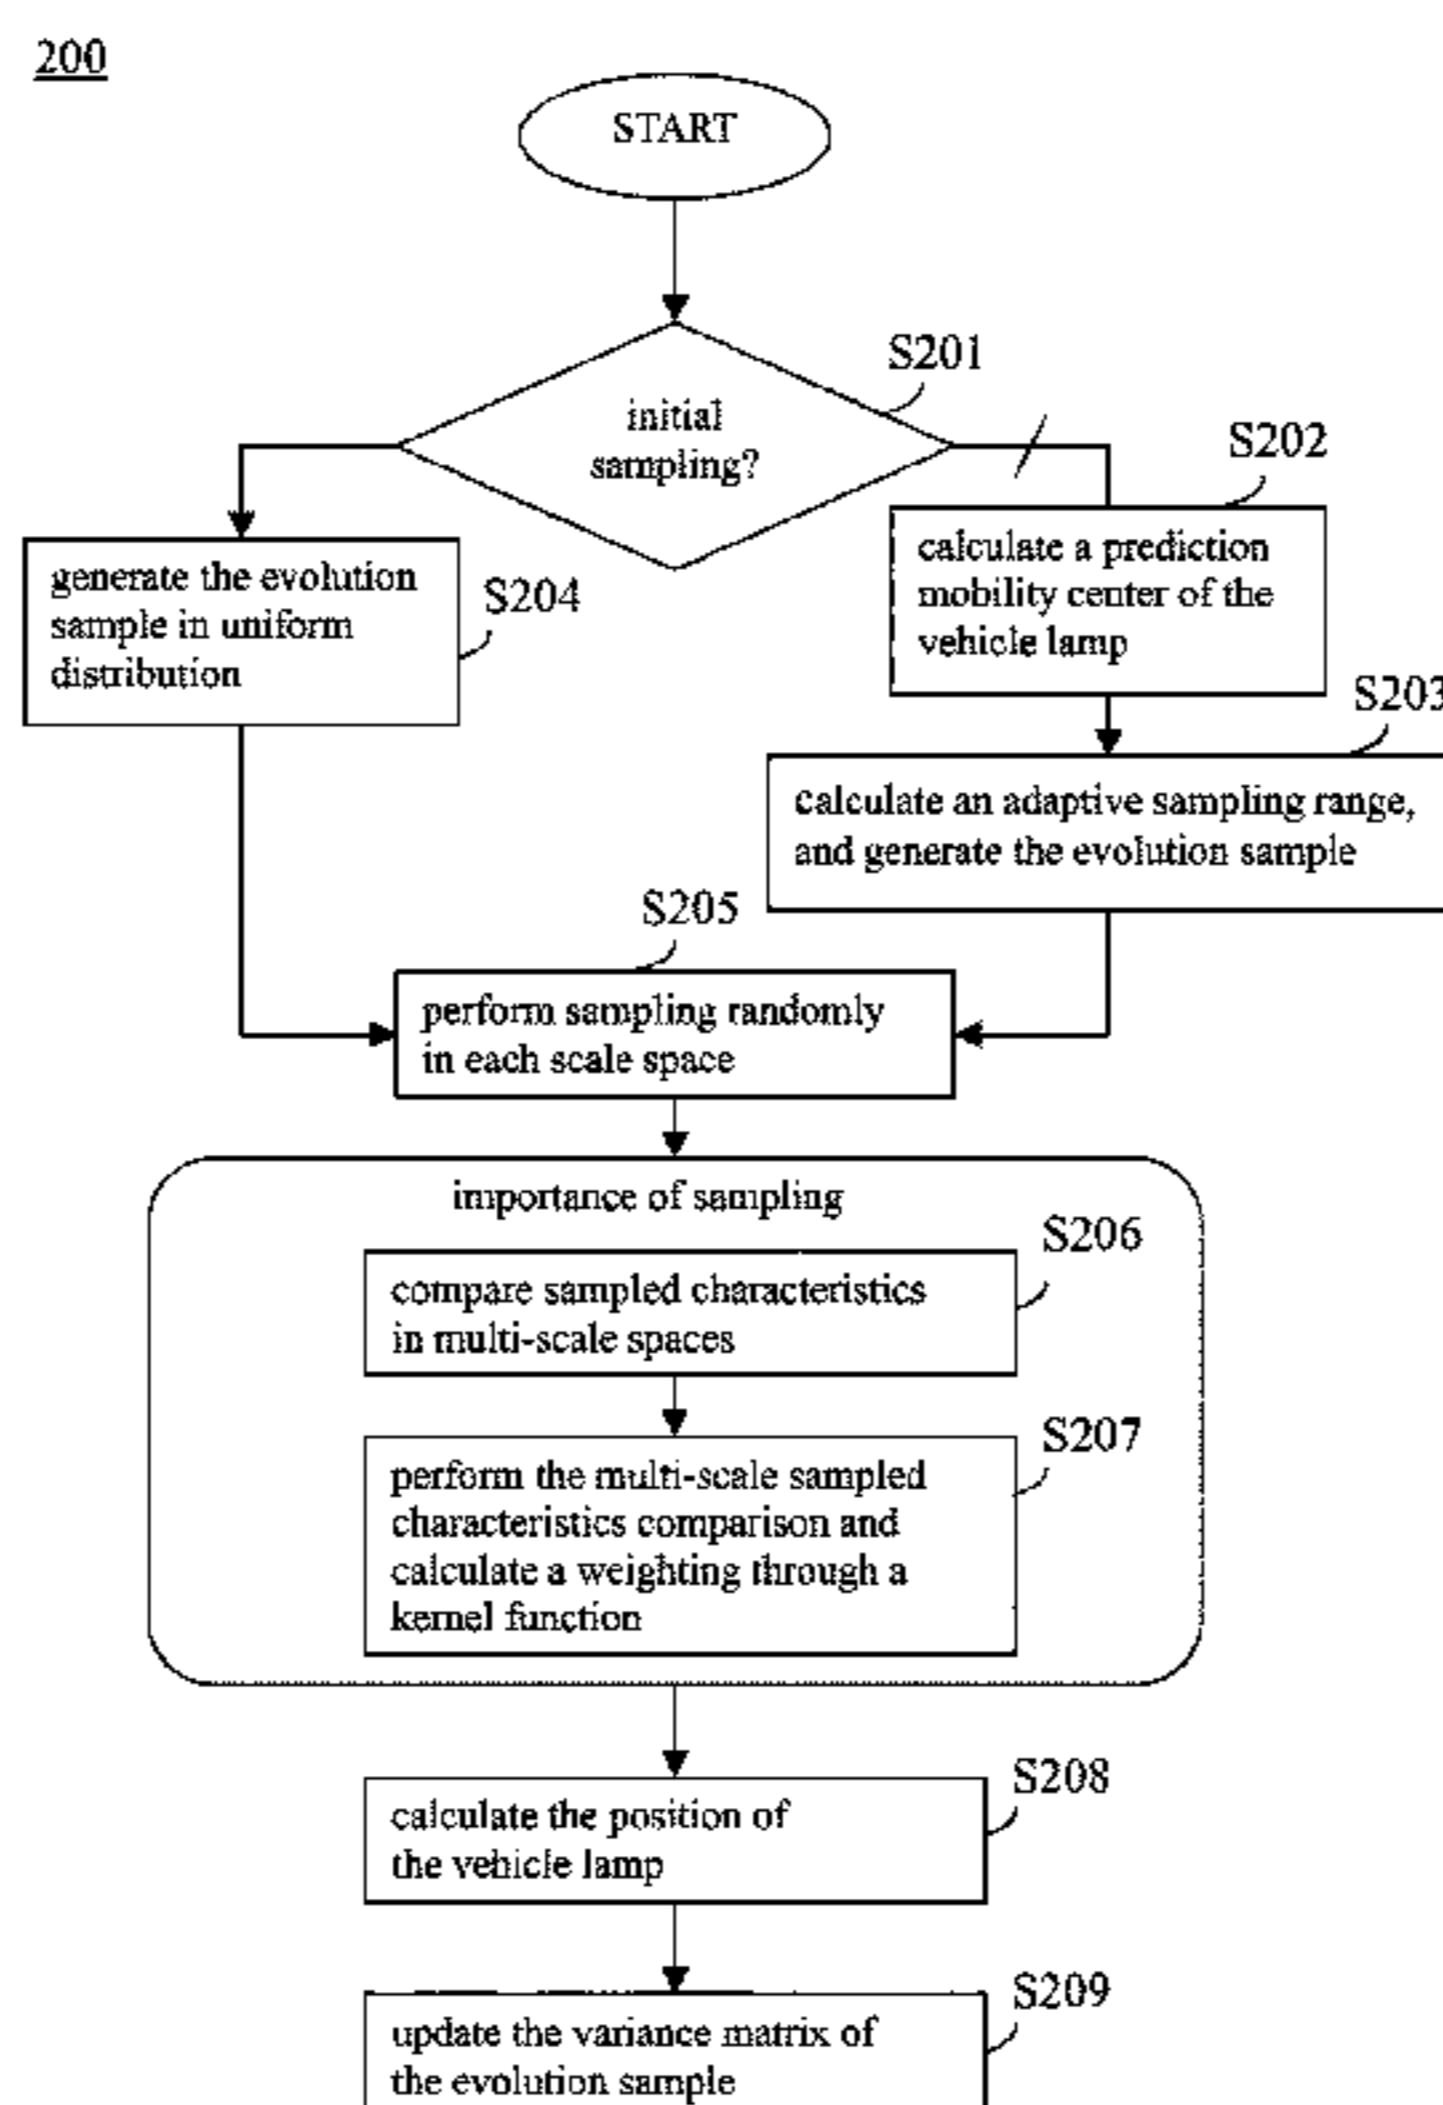 200
START
S201
initial
sampling?
S202
calculate a prediction
mobility center of the
vehicle lamp
generate the evolution
sample in uniform
distribution
S204
S203
calculate an adaptive sampling range,
and generate the evolution sample
S205
perform sampling randomly
in each scale space
importance of sampling
S206
compare sampled characteristics
in multi-scale spaces
S207
perform the multi-scale sampled
characteristics comparison and
calculate a weighting through a
kernel function
S208
calculate the position of
the vehicle lamp
S209
update the variance matrix of
the evolution sample